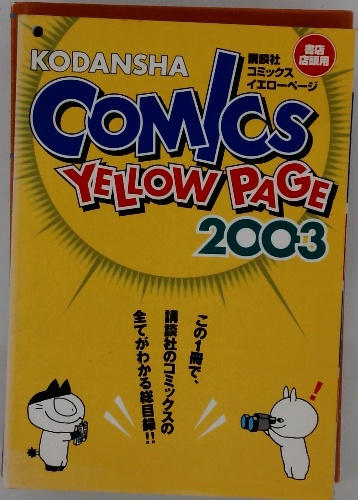 KODANSHA
講談社
コミックス
イエローページ
書店
店頭用
COMICS
YELLOW PAGE
2003
この1冊で、
講談社のコミックスの
全てがわかる総目録!!
!